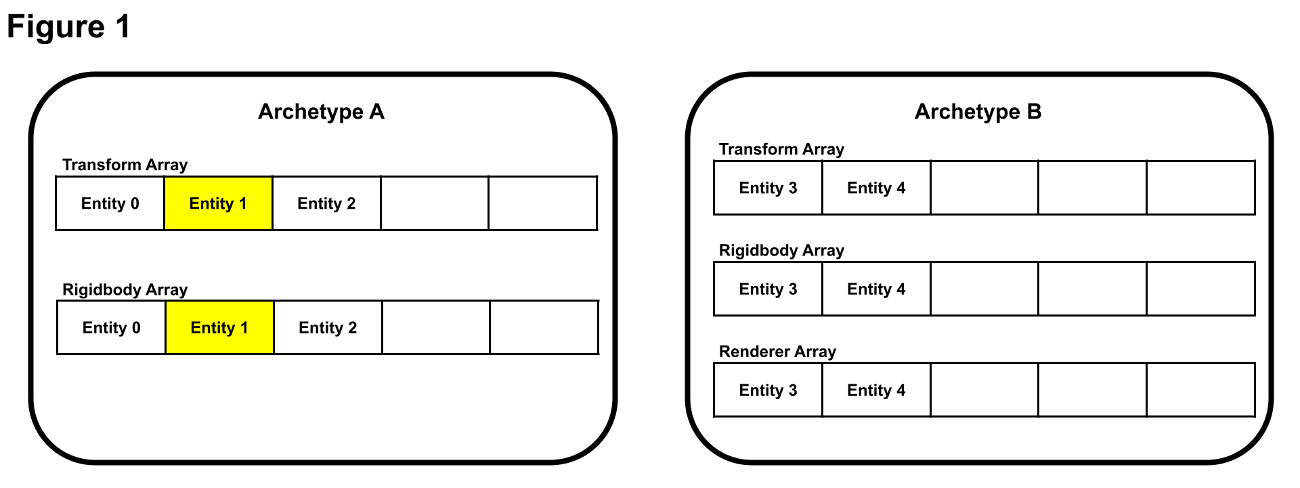 Figure 1
Archetype A
Transform Array
Entity 0 Entity 1 Entity 2
Rigidbody Array
Entity 0 Entity 1 Entity 2
Archetype B
Transform Array
Entity 3 Entity 4
Rigidbody Array
Entity 3 Entity 4
Renderer Array
Entity 3 Entity 4